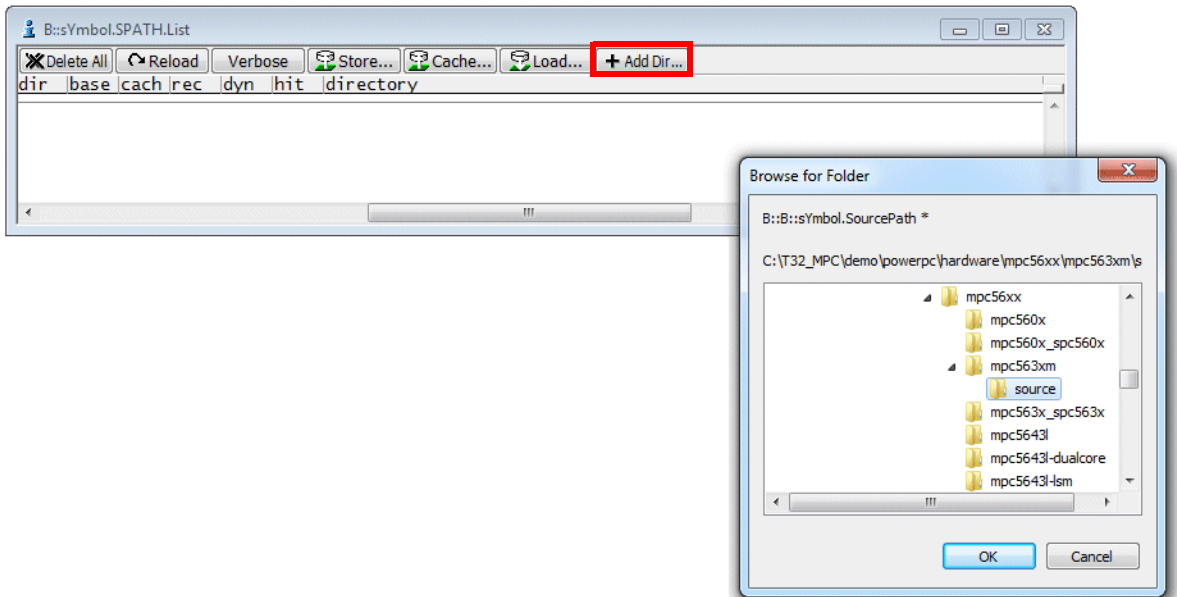 B::sYmbol.SPATH.List
Delete All Reload Verbose Store... Cache... Load... + Add Dir...
dir base cach rec dyn hit directory
Browse for Folder
B::B::sYmbol.SourcePath *
C:\T32_MPC\demo\powerpc\hardware\mpc56xx\mpc563xm\s
mpc56xx
mpc560x
mpc560x_spc560x
mpc563xm
source
mpc563x_spc563x
mpc5643l
mpc5643l-dualcore
mpc5643l-lsm
OK Cancel